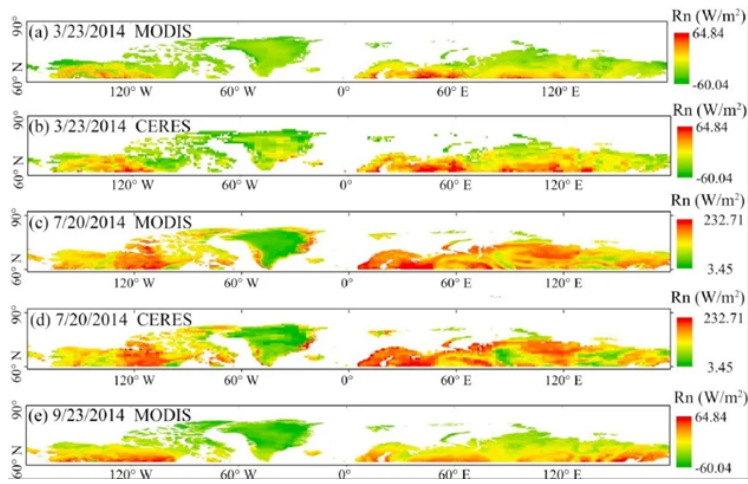 Rn (W/m²)
90°
(a) 3/23/2014 MODIS
64.84
60° N
-60.04
120° W
60° W
0°
60° E
120° E
Rn (W/m²)
90°
(b) 3/23/2014 CERES
64.84
60° N
-60.04
120° W
60° W
0°
60° E
120° E
Rn (W/m²)
90°
(c) 7/20/2014 MODIS
232.71
60° N
3.45
120° W
60° W
0°
60° E
120° E
Rn (W/m²)
90°
(d) 7/20/2014 CERES
232.71
60° N
3.45
120° W
60° W
0°
60° E
120° E
Rn (W/m²)
90°
(e) 9/23/2014 MODIS
64.84
60° N
-60.04
120° W
60° W
0°
60° E
120° E